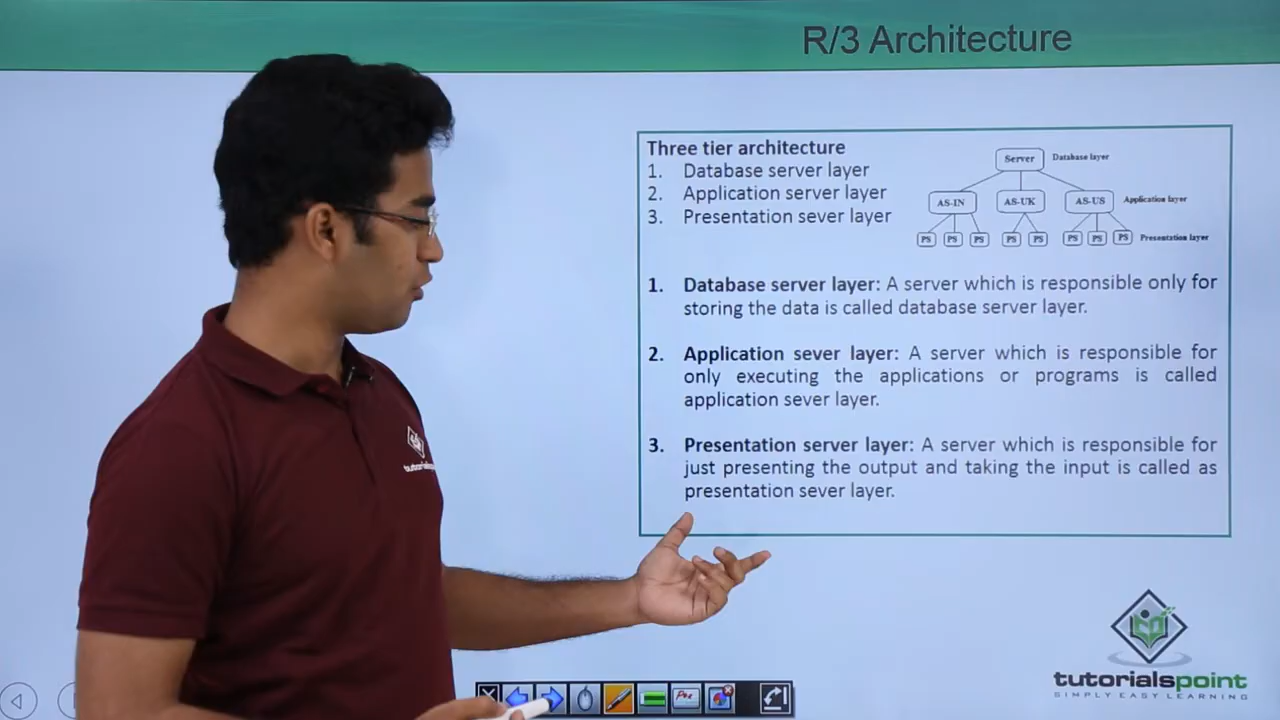 R/3 Architecture
Three tier architecture
1. Database server layer
2. Application server layer
3. Presentation sever layer
Server
Database layer
AS-IN
AS-UK
AS-US
Application layer
PS
PS
PS
PS
PS
PS
PS
PS
Presentation layer
1. Database server layer: A server which is responsible only for
storing the data is called database server layer.
2. Application sever layer: A server which is responsible for
only executing the applications or programs is called
application sever layer.
3. Presentation server layer: A server which is responsible for
just presenting the output and taking the input is called as
presentation sever layer.
tutorialspoint
SIMPLY EASY LEARNING